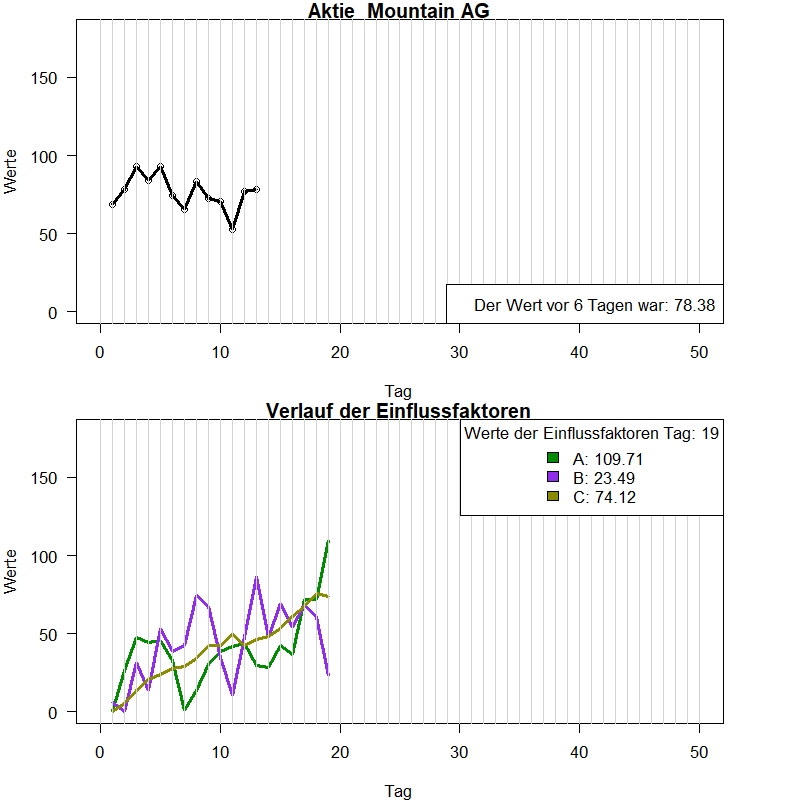 Aktie  Mountain AG
Werte
150
100
50
0
Der Wert vor 6 Tagen war: 78.38
0 10 20 30 40 50
Tag
Verlauf der Einflussfaktoren
Werte
150
100
50
0
Werte der Einflussfaktoren Tag: 19
A: 109.71
B: 23.49
C: 74.12
0 10 20 30 40 50
Tag